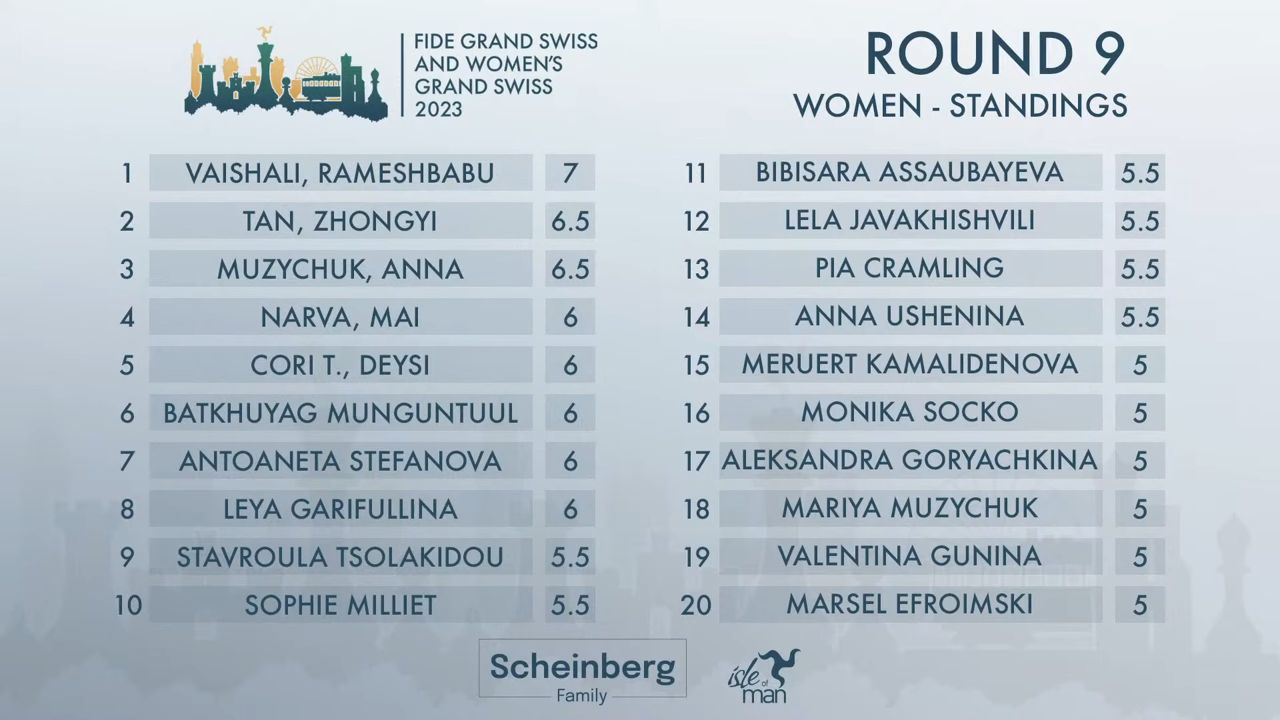 FIDE GRAND SWISS
AND WOMEN'S
GRAND SWISS
2023
ROUND 9
WOMEN - STANDINGS
1 VAISHALI, RAMESHBABU 7
2 TAN, ZHONGYI 6.5
3 MUZYCHUK, ANNA 6.5
4 NARVA, MAI 6
5 CORI T., DEYSI 6
6 BATKHUYAG MUNGUNTUUL 6
7 ANTOANETA STEFANOVA 6
8 LEYA GARIFULLINA 6
9 STAVROULA TSOLAKIDOU 5.5
10 SOPHIE MILLIET 5.5
11 BIBISARA ASSAUBAYEVA 5.5
12 LELA JAVAKHISHVILI 5.5
13 PIA CRAMLING 5.5
14 ANNA USHENINA 5.5
15 MERUERT KAMALIDENOVA 5
16 MONIKA SOCKO 5
17 ALEKSANDRA GORYACHKINA 5
18 MARIYA MUZYCHUK 5
19 VALENTINA GUNINA 5
20 MARSEL EFROIMSKI 5
Scheinberg
Family
isle of
man